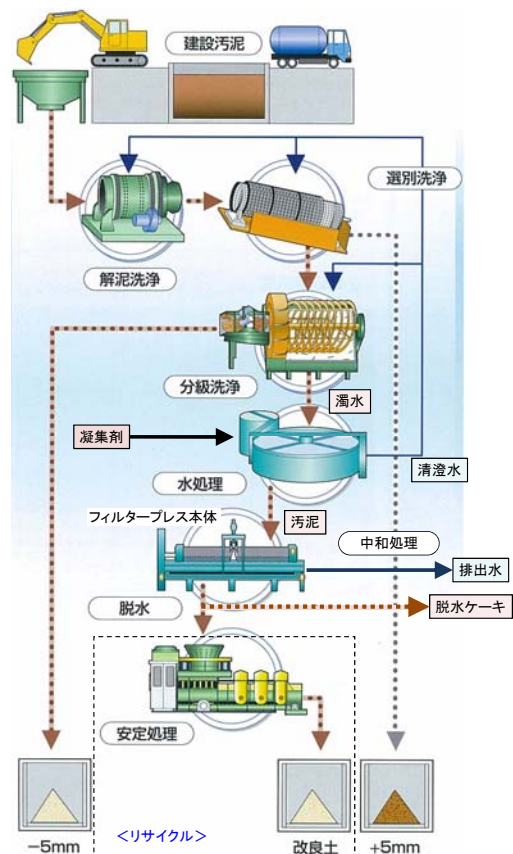 建設汚泥
選別洗浄
解泥洗浄
分級洗浄
濁水
凝集剤
清澄水
水処理
汚泥
フィルタープレス本体
中和処理
排出水
脱水ケーキ
脱水
安定処理
<リサイクル>
-5mm
改良土
+5mm